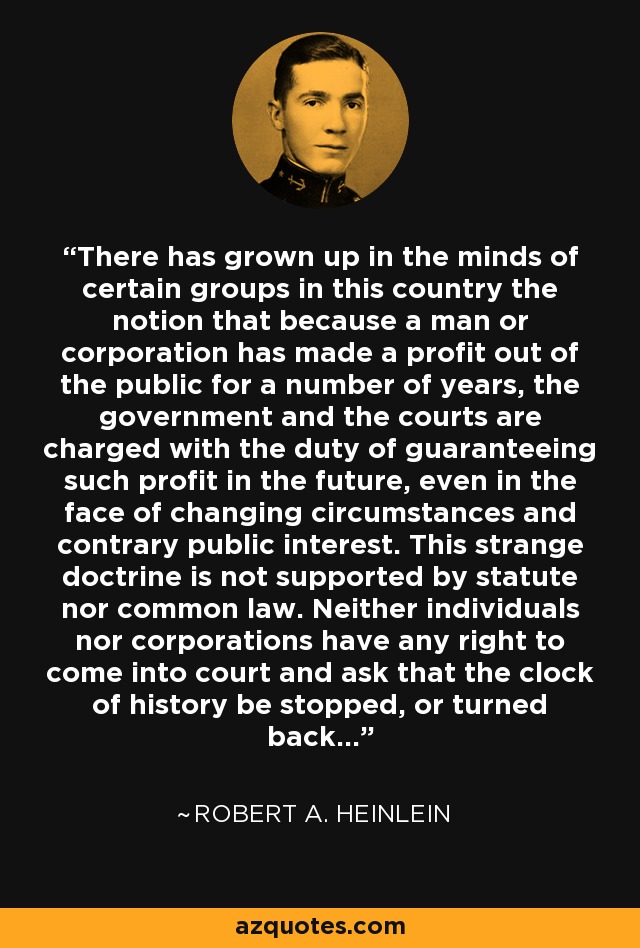 “There has grown up in the minds of
certain groups in this country the
notion that because a man or
corporation has made a profit out of
the public for a number of years, the
government and the courts are
charged with the duty of guaranteeing
such profit in the future, even in the
face of changing circumstances and
contrary public interest. This strange
doctrine is not supported by statute
nor common law. Neither individuals
nor corporations have any right to
come into court and ask that the clock
of history be stopped, or turned
back...”
~ ROBERT A. HEINLEIN
azquotes.com